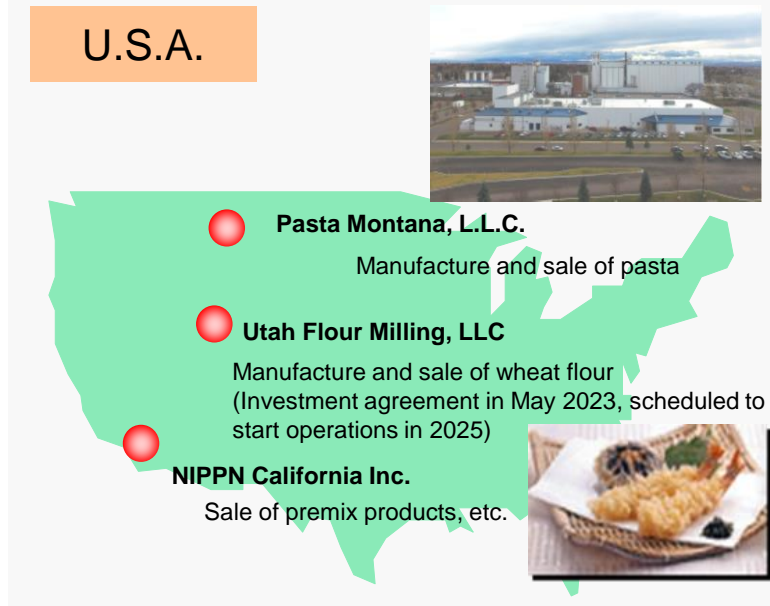 U.S.A.
Pasta Montana, L.L.C.
Manufacture and sale of pasta
Utah Flour Milling, LLC
Manufacture and sale of wheat flour
(Investment agreement in May 2023, scheduled to
start operations in 2025)
NIPPN California Inc.
Sale of premix products, etc.